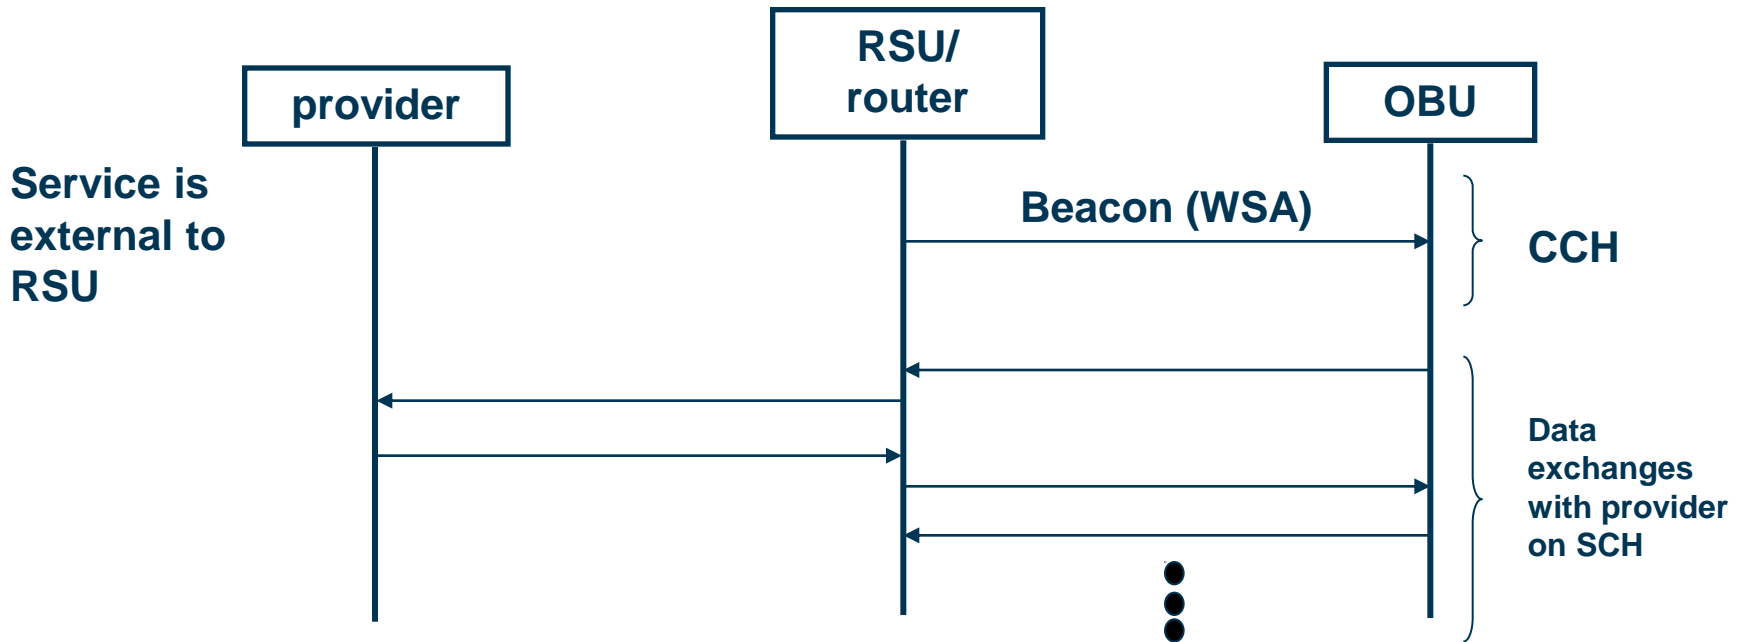 provider
RSU/
router
OBU
Service is
external to
RSU
Beacon (WSA)
CCH
Data
exchanges
with provider
on SCH